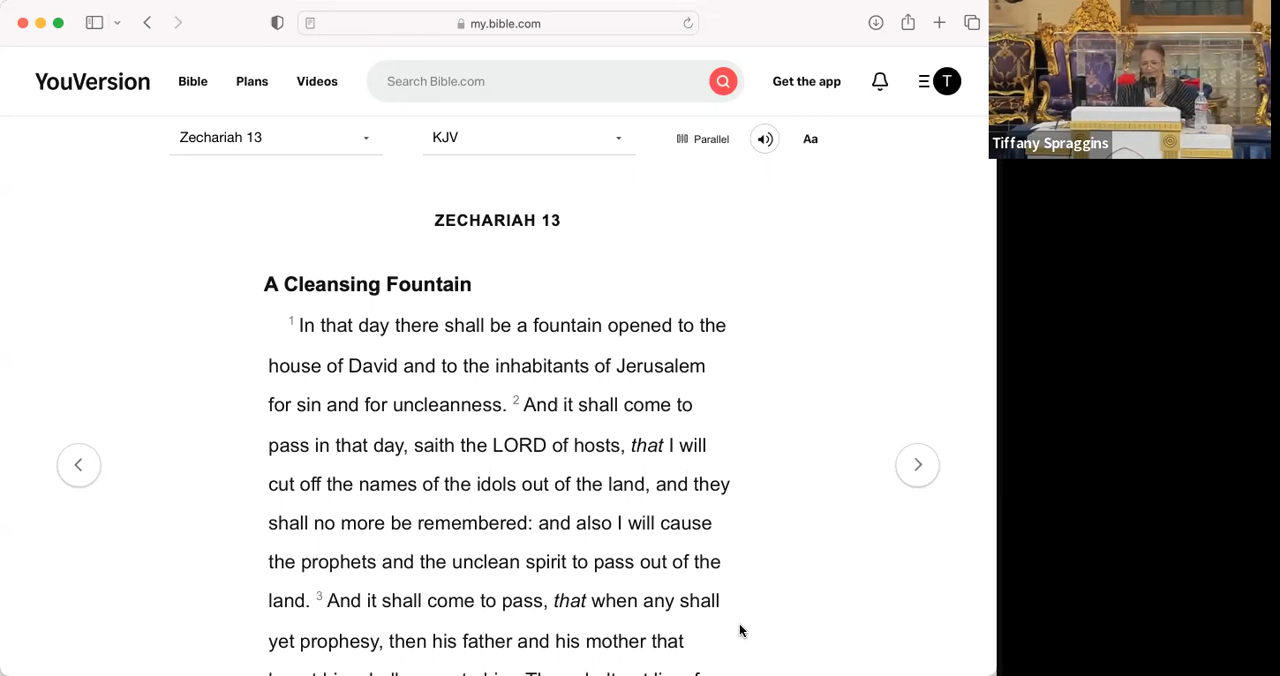 my.bible.com
YouVersion Bible Plans Videos Search Bible.com Get the app T
Zechariah 13 KJV Parallel Aa
Tiffany Spraggins
ZECHARIAH 13
A Cleansing Fountain
1 In that day there shall be a fountain opened to the
house of David and to the inhabitants of Jerusalem
for sin and for uncleanness. 2 And it shall come to
pass in that day, saith the LORD of hosts, that I will
cut off the names of the idols out of the land, and they
shall no more be remembered: and also I will cause
the prophets and the unclean spirit to pass out of the
land. 3 And it shall come to pass, that when any shall
yet prophesy, then his father and his mother that